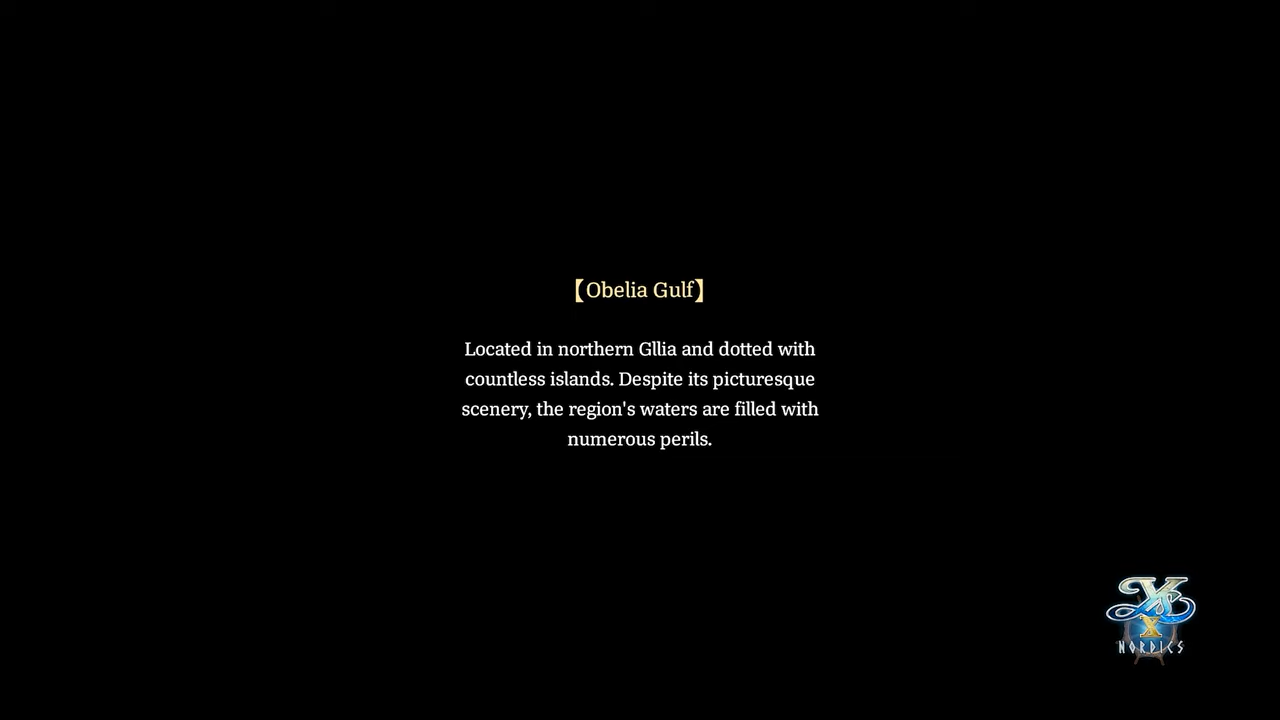 【Obelia Gulf】
Located in northern Gllia and dotted with
countless islands. Despite its picturesque
scenery, the region's waters are filled with
numerous perils.
Ys
X
NORDICS